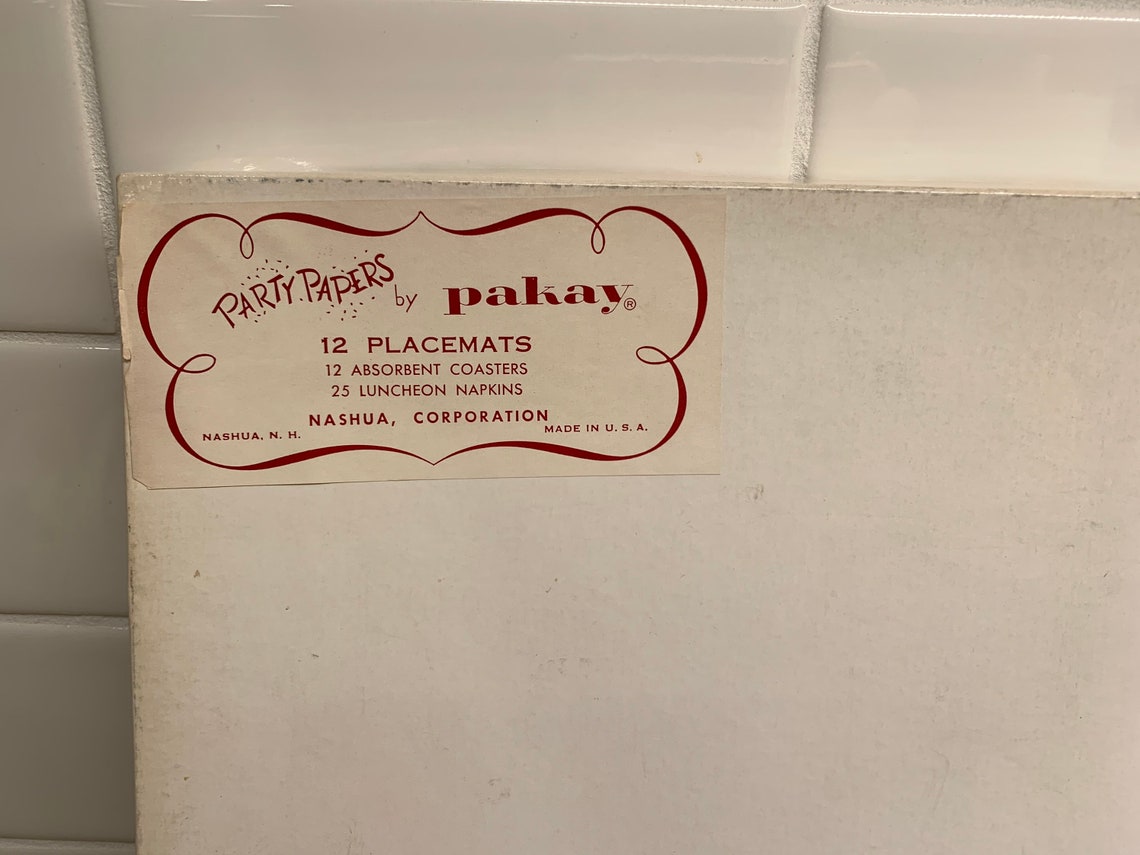 PARTY PAPERS by pakay®
12 PLACEMATS
12 ABSORBENT COASTERS
25 LUNCHEON NAPKINS
NASHUA, CORPORATION
NASHUA, N. H. MADE IN U. S. A.